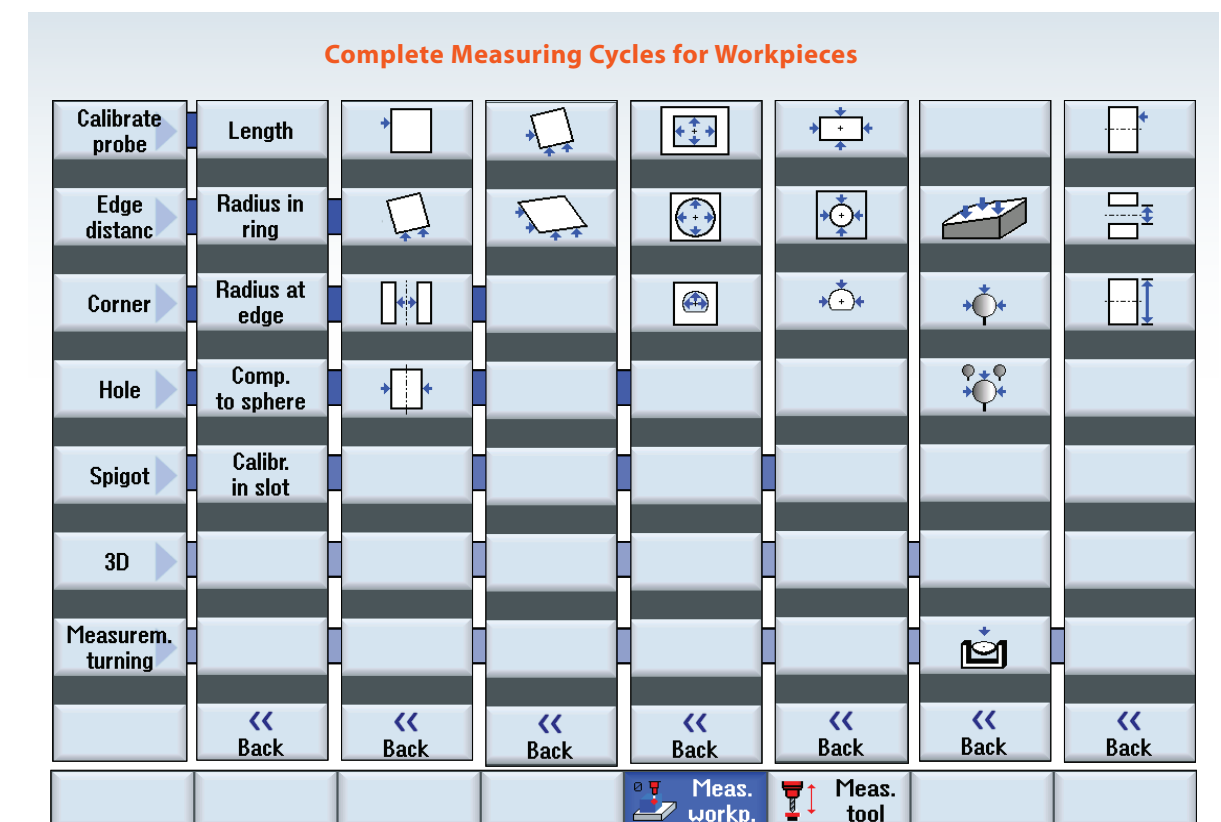 Complete Measuring Cycles for Workpieces
Calibrate
probe
Length
Edge
distanc
Radius in
ring
Corner
Radius at
edge
Hole
Comp.
to sphere
Spigot
Calibr.
in slot
3D
Measurem.
turning
<<
Back
<<
Back
<<
Back
<<
Back
<<
Back
<<
Back
<<
Back
Ø
Meas.
workp.
Meas.
tool